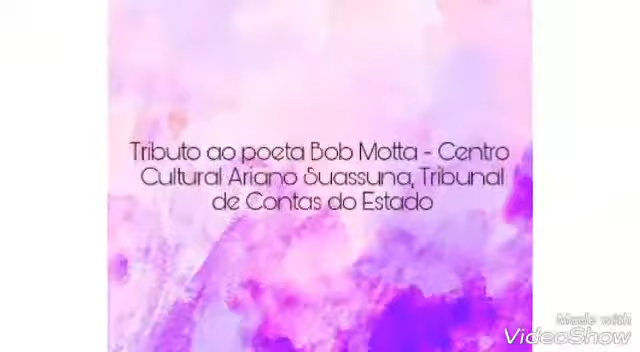 Tributo ao poeta Bob Motta - Centro
Cultural Ariano Suassuna, Tribunal
de Contas do Estado
Made with
VideoShow